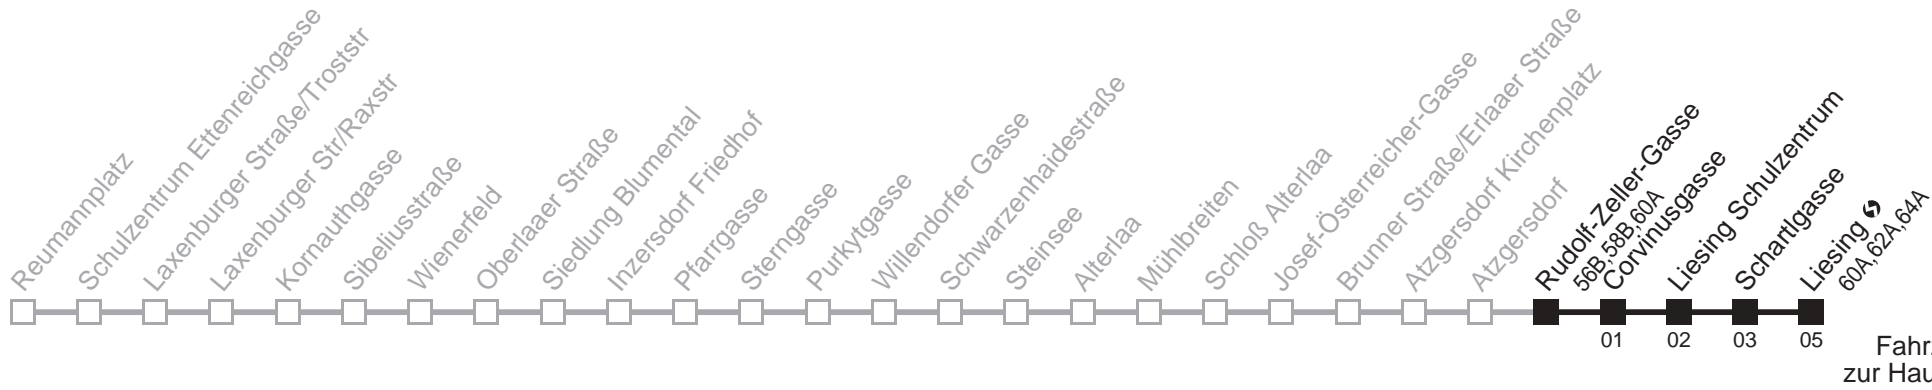 Reumannplatz
Schulzentrum Ettenreichgasse
Laxenburger Straße/Troststr
Laxenburger Str/Raxstr
Kornauthgasse
Sibeliusstraße
Wienerfeld
Oberlaaer Straße
Siedlung Blumental
Inzersdorf Friedhof
Pfarrgasse
Sterngasse
Purkytgasse
Willendorfer Gasse
Schwarzenhaidestraße
Steinsee
Alterlaa
Mühlbreiten
Schloß Alterlaa
Josef-Österreicher-Gasse
Brunner Straße/Erlaaer Straße
Atzgersdorf Kirchenplatz
Atzgersdorf
Rudolf-Zeller-Gasse
56B,58B,60A
Corvinusgasse
Liesing Schulzentrum
Schartlgasse
Liesing
60A,62A,64A
01 02 03 05
Fahr
zur Hau